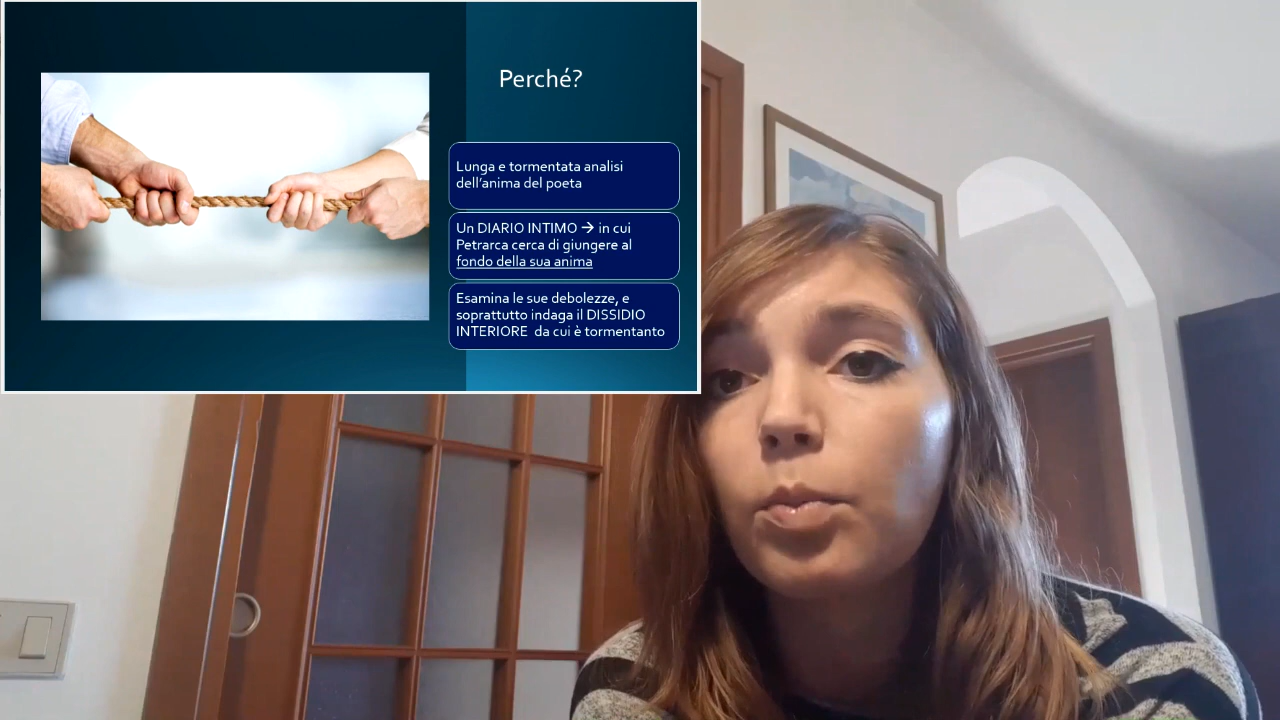 Perché?
Lunga e tormentata analisi
dell'anima del poeta
Un DIARIO INTIMO → in cui
Petrarca cerca di giungere al
fondo della sua anima
Esamina le sue debolezze, e
soprattutto indaga il DISSIDIO
INTERIORE da cui è tormentanto